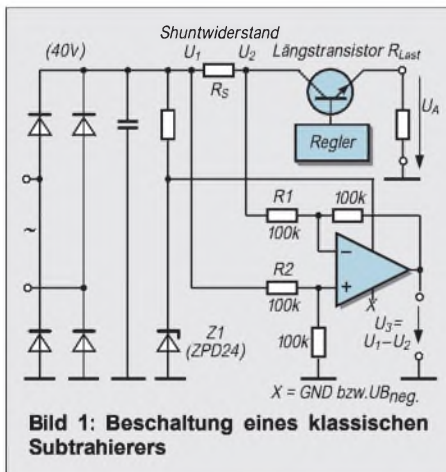 Shuntwiderstand
(40V)
U1
U2
Längstransistor RLast
RS
UA
Regler
R1
100k
100k
R2
100k
100k
−
+
X
~
Z1
(ZPD24)
U3=
U1−U2
X = GND bzw.UBneg.
Bild 1: Beschaltung eines klassischen
Subtrahierers